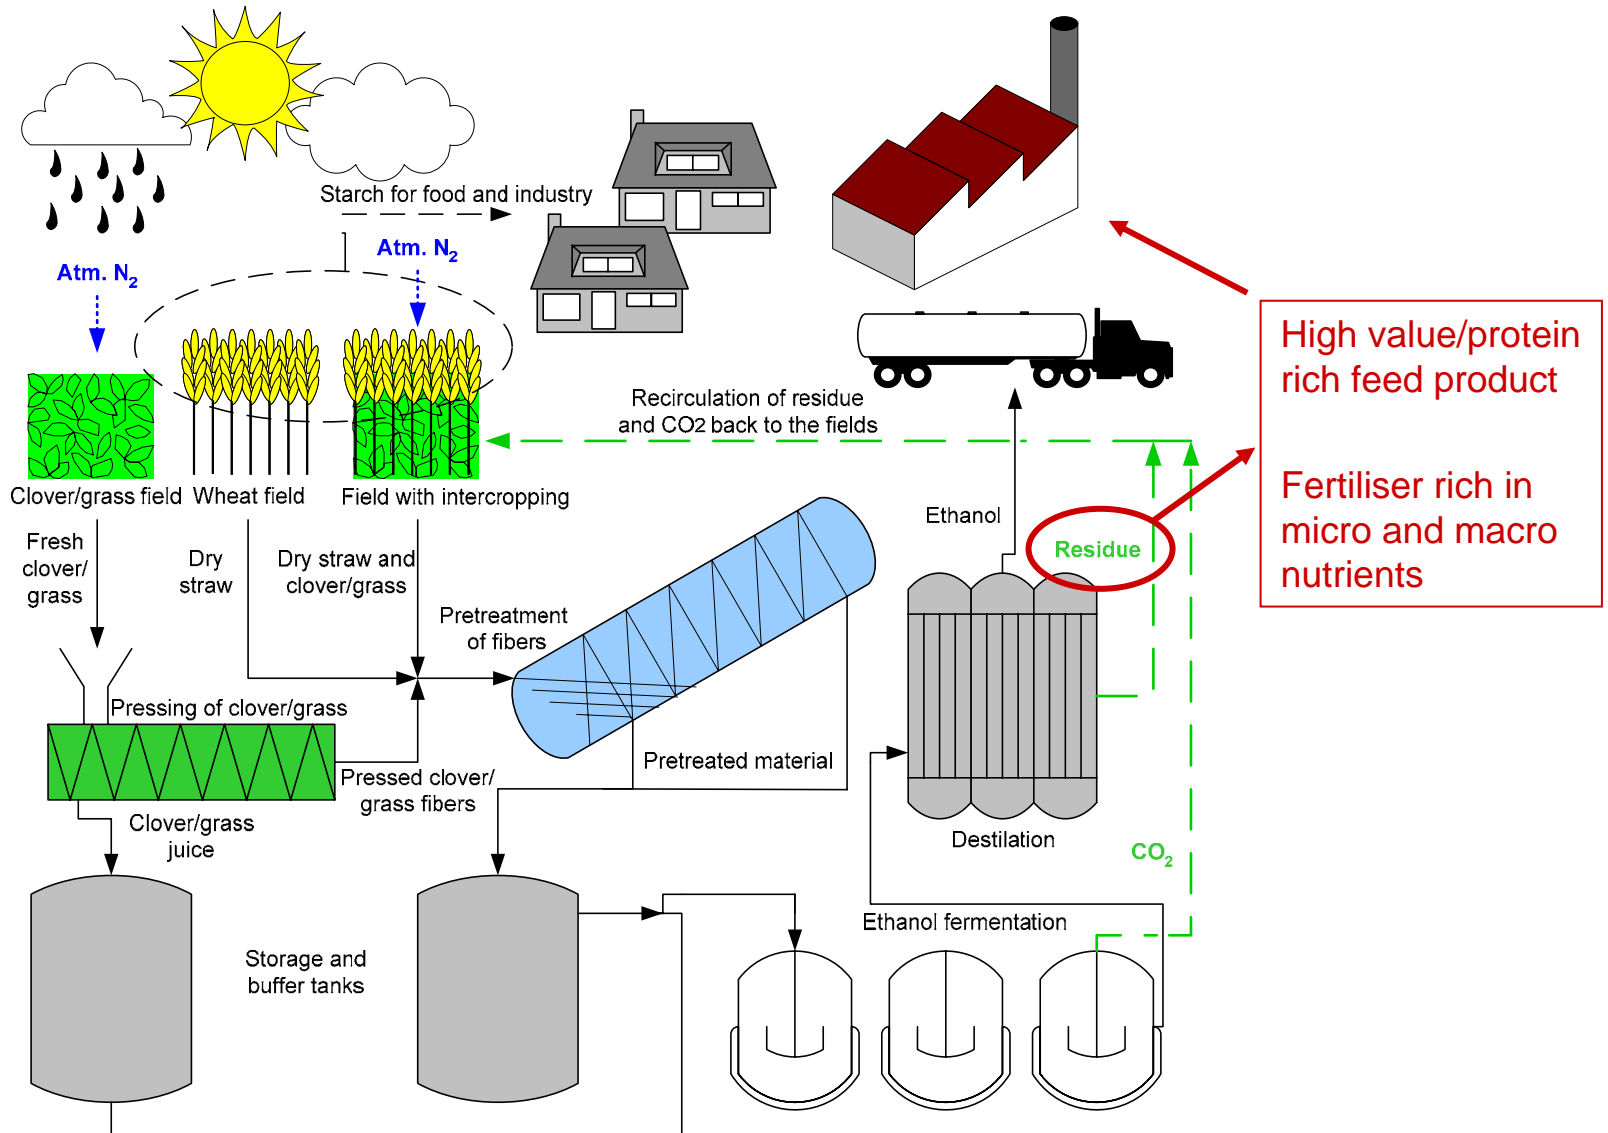 Starch for food and industry
Atm. N2
Atm. N2
Clover/grass field
Wheat field
Field with intercropping
Recirculation of residue
and CO2 back to the fields
High value/protein
rich feed product
Fertiliser rich in
micro and macro
nutrients
Fresh
clover/
grass
Dry
straw
Dry straw and
clover/grass
Pretreatment
of fibers
Ethanol
Residue
Pressing of clover/grass
Pressed clover/
grass fibers
Pretreated material
Clover/grass
juice
Destilation
CO2
Ethanol fermentation
Storage and
buffer tanks